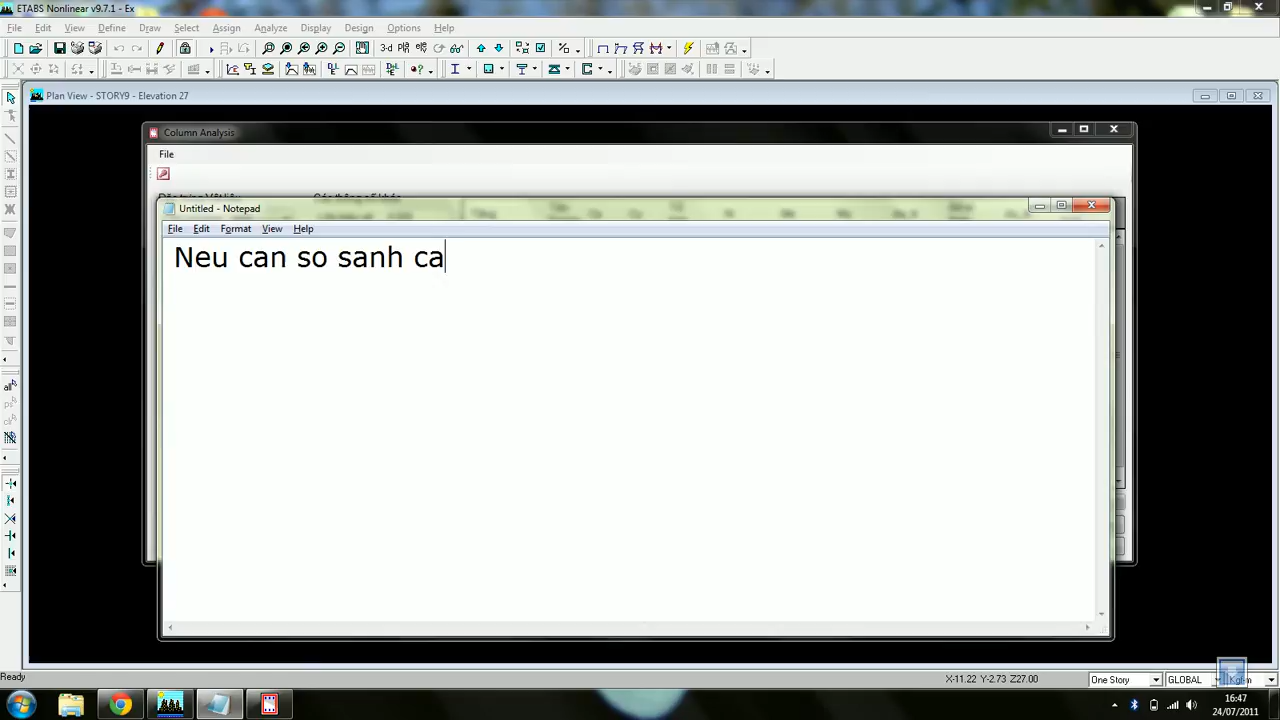 ETABS Nonlinear v9.7.1 - Ex
File Edit View Define Draw Select Assign Analyze Display Design Options Help
Plan View - STORY9 - Elevation 27
Column Analysis
File
Untitled - Notepad
File Edit Format View Help
Neu can so sanh ca
Ready
X-11.22 Y-2.73 Z27.00
One Story
GLOBAL
16:47
24/07/2011